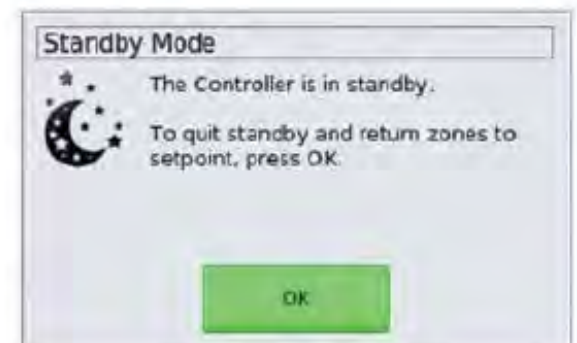 Standby Mode
The Controller is in standby.
To quit standby and return zones to
setpoint, press OK.
OK